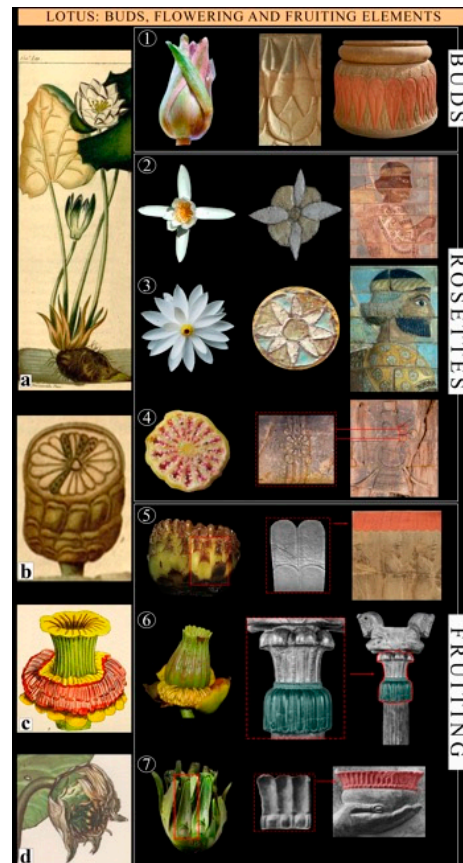 LOTUS: BUDS, FLOWERING AND FRUITING ELEMENTS
1
BUDS
a
2
ROSETTES
3
4
b
5
FRUITING
6
c
7
d